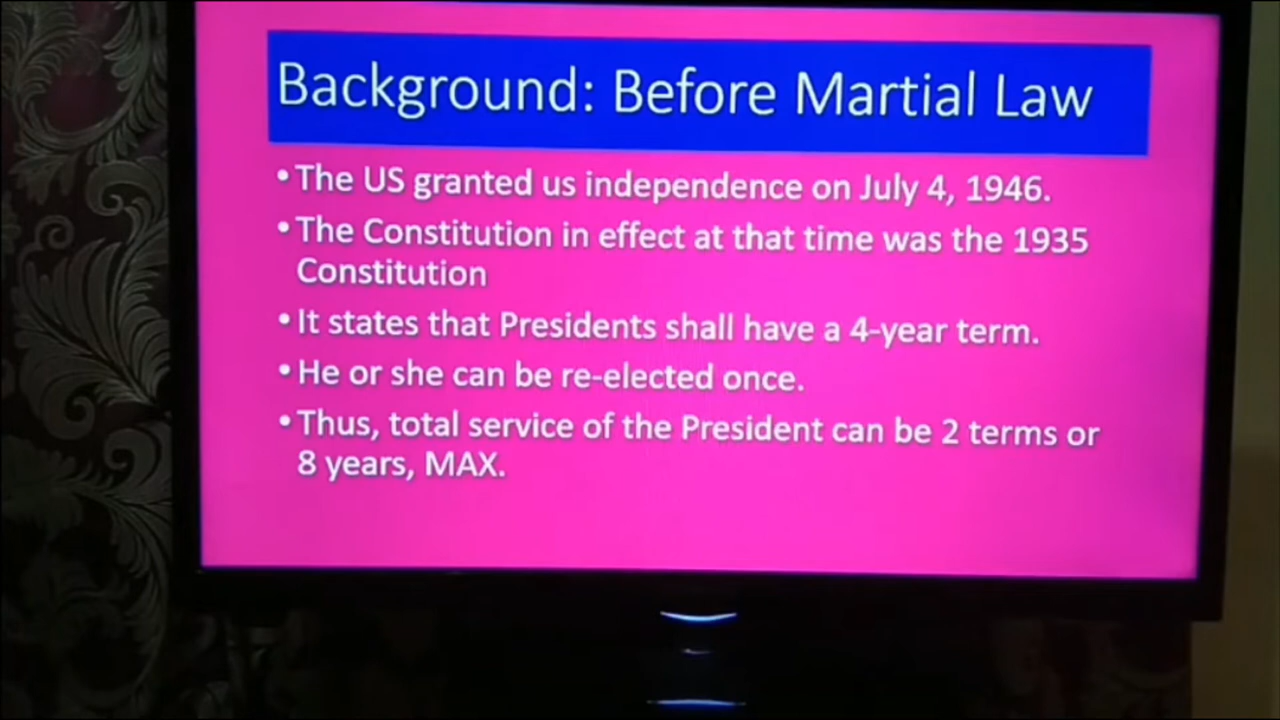 Background: Before Martial Law
•The US granted us independence on July 4, 1946.
•The Constitution in effect at that time was the 1935
Constitution
•It states that Presidents shall have a 4-year term.
•He or she can be re-elected once.
•Thus, total service of the President can be 2 terms or
8 years, MAX.